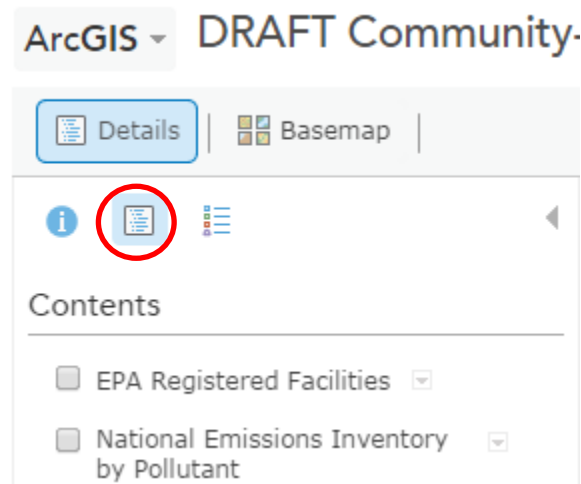 ArcGIS DRAFT Community-
Details Basemap
Contents
EPA Registered Facilities
National Emissions Inventory
by Pollutant